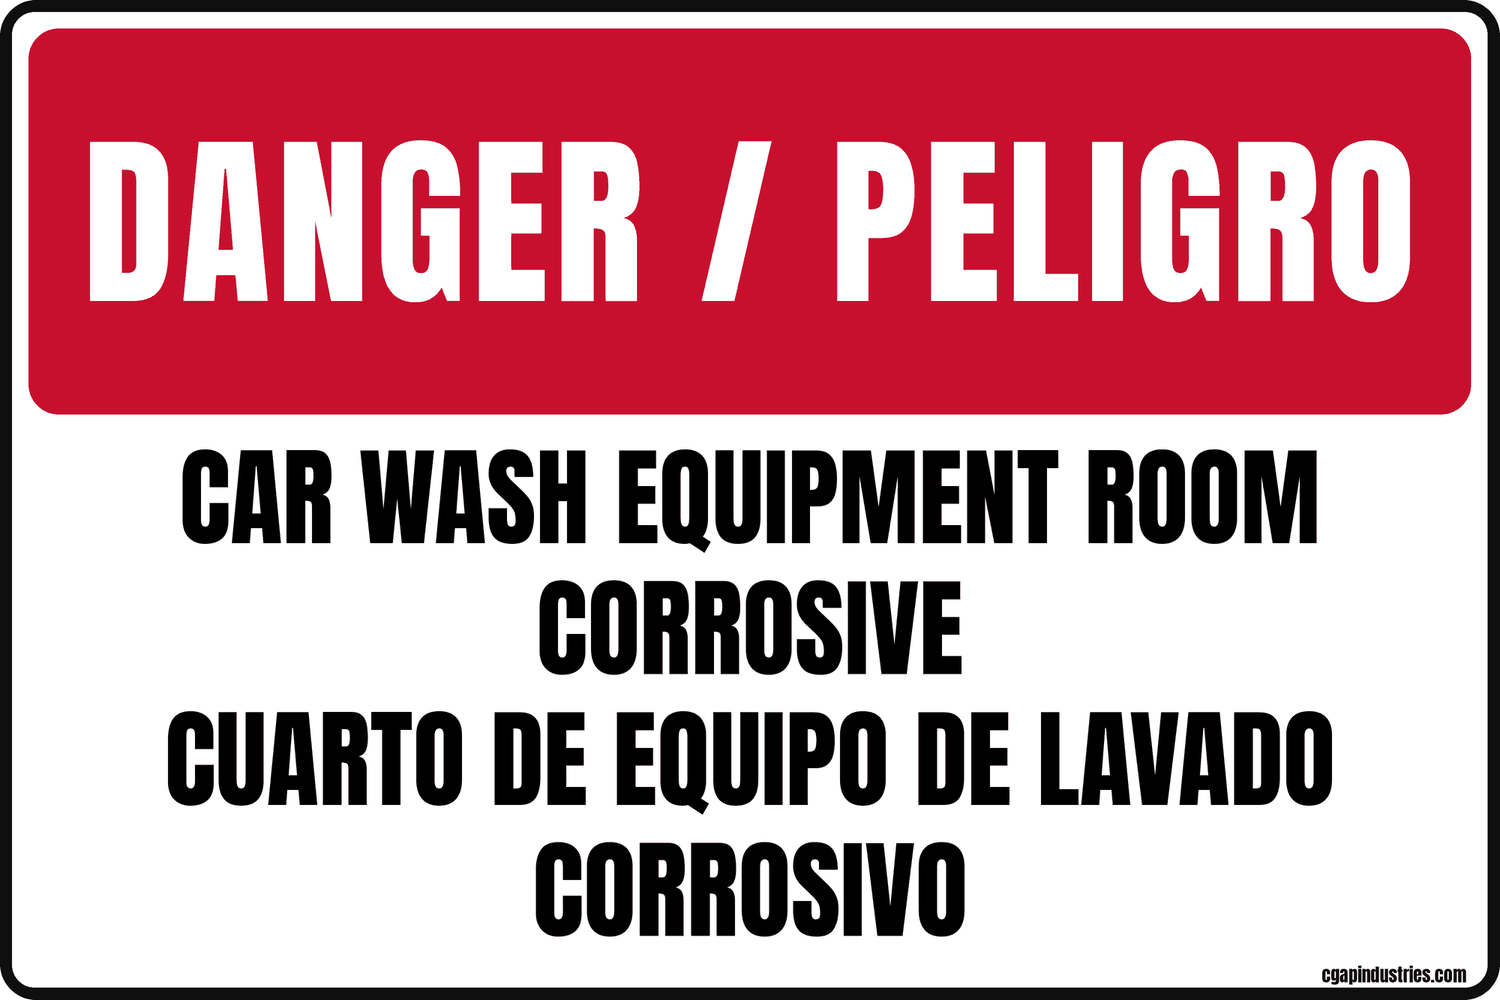 DANGER / PELIGRO
CAR WASH EQUIPMENT ROOM
CORROSIVE
CUARTO DE EQUIPO DE LAVADO
CORROSIVO
cgapindustries.com